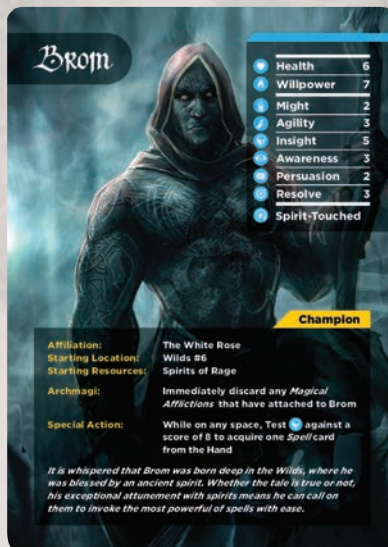 Brom
Health 6
Willpower 7
Might 2
Agility 3
Insight 5
Awareness 3
Persuasion 2
Resolve 3
Spirit-Touched
Champion
Affiliation: The White Rose
Starting Location: Wilds #6
Starting Resources: Spirits of Rage
Archmagi: Immediately discard any Magical
Afflictions that have attached to Brom
Special Action: While on any space, Test against a
score of 8 to acquire one Spell card
from the Hand
It is whispered that Brom was born deep in the Wilds, where he
was blessed by an ancient spirit. Whether the tale is true or not,
his exceptional attunement with spirits means he can call on
them to invoke the most powerful of spells with ease.